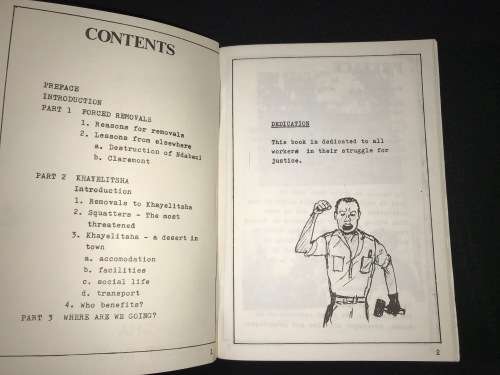 CONTENTS
PREFACE
INTRODUCTION
PART 1 FORCED REMOVALS
1. Reasons for removals
2. Lessons from elsewhere
a. Destruction of Ndabeni
b. Claremont
PART 2 KHAYELITSHA
Introduction
1. Removals to Khayelitsha
2. Squatters - The most
threatened
3. Khayelitsha - a desert in
town
a. accomodation
b. facilities
c. social life
d. transport
4. Who benefits?
PART 3 WHERE ARE WE GOING?
1
DEDICATION
This book is dedicated to all
workers in their struggle for
justice.
2